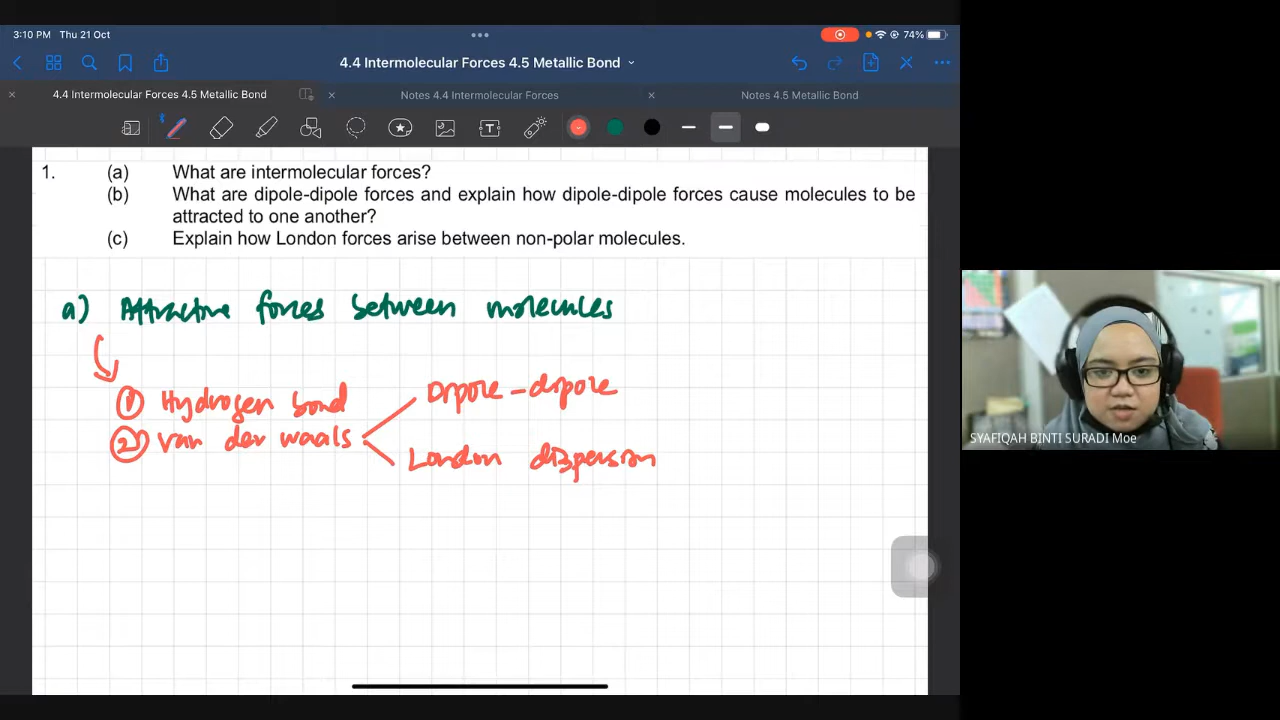 3:10 PM Thu 21 Oct
74%
4.4 Intermolecular Forces 4.5 Metallic Bond
4.4 Intermolecular Forces 4.5 Metallic Bond
Notes 4.4 Intermolecular Forces
Notes 4.5 Metallic Bond
1. (a) What are intermolecular forces?
(b) What are dipole-dipole forces and explain how dipole-dipole forces cause molecules to be
attracted to one another?
(c) Explain how London forces arise between non-polar molecules.
a) Attractive forces between molecules
① Hydrogen bond
② van der waals
Dipole-dipole
London dispersion
SYAFIQAH BINTI SURADI Moe